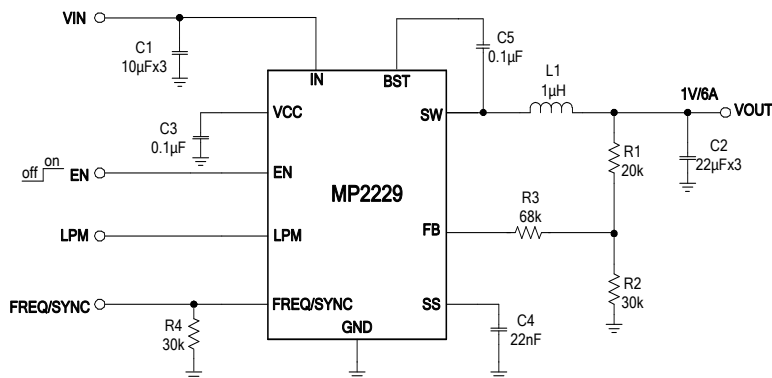 VIN
C1
10µFx3
C5
0.1µF
IN
BST
L1
1µH
1V/6A
VOUT
VCC
SW
C3
0.1µF
C2
22µFx3
R1
20k
off on
EN
EN
MP2229
R3
68k
LPM
LPM
FB
FREQ/SYNC
FREQ/SYNC
SS
R2
30k
R4
30k
GND
C4
22nF